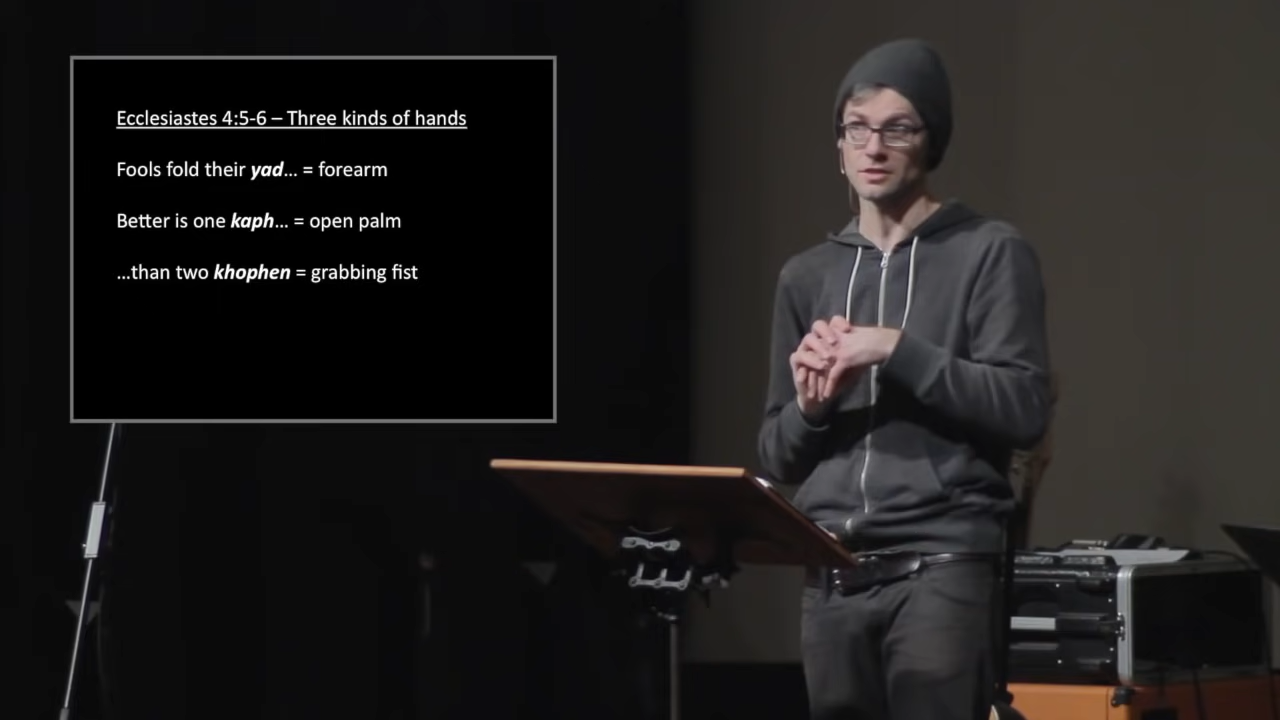 Ecclesiastes 4:5-6 – Three kinds of hands
Fools fold their yad... = forearm
Better is one kaph... = open palm
...than two khophen = grabbing fist